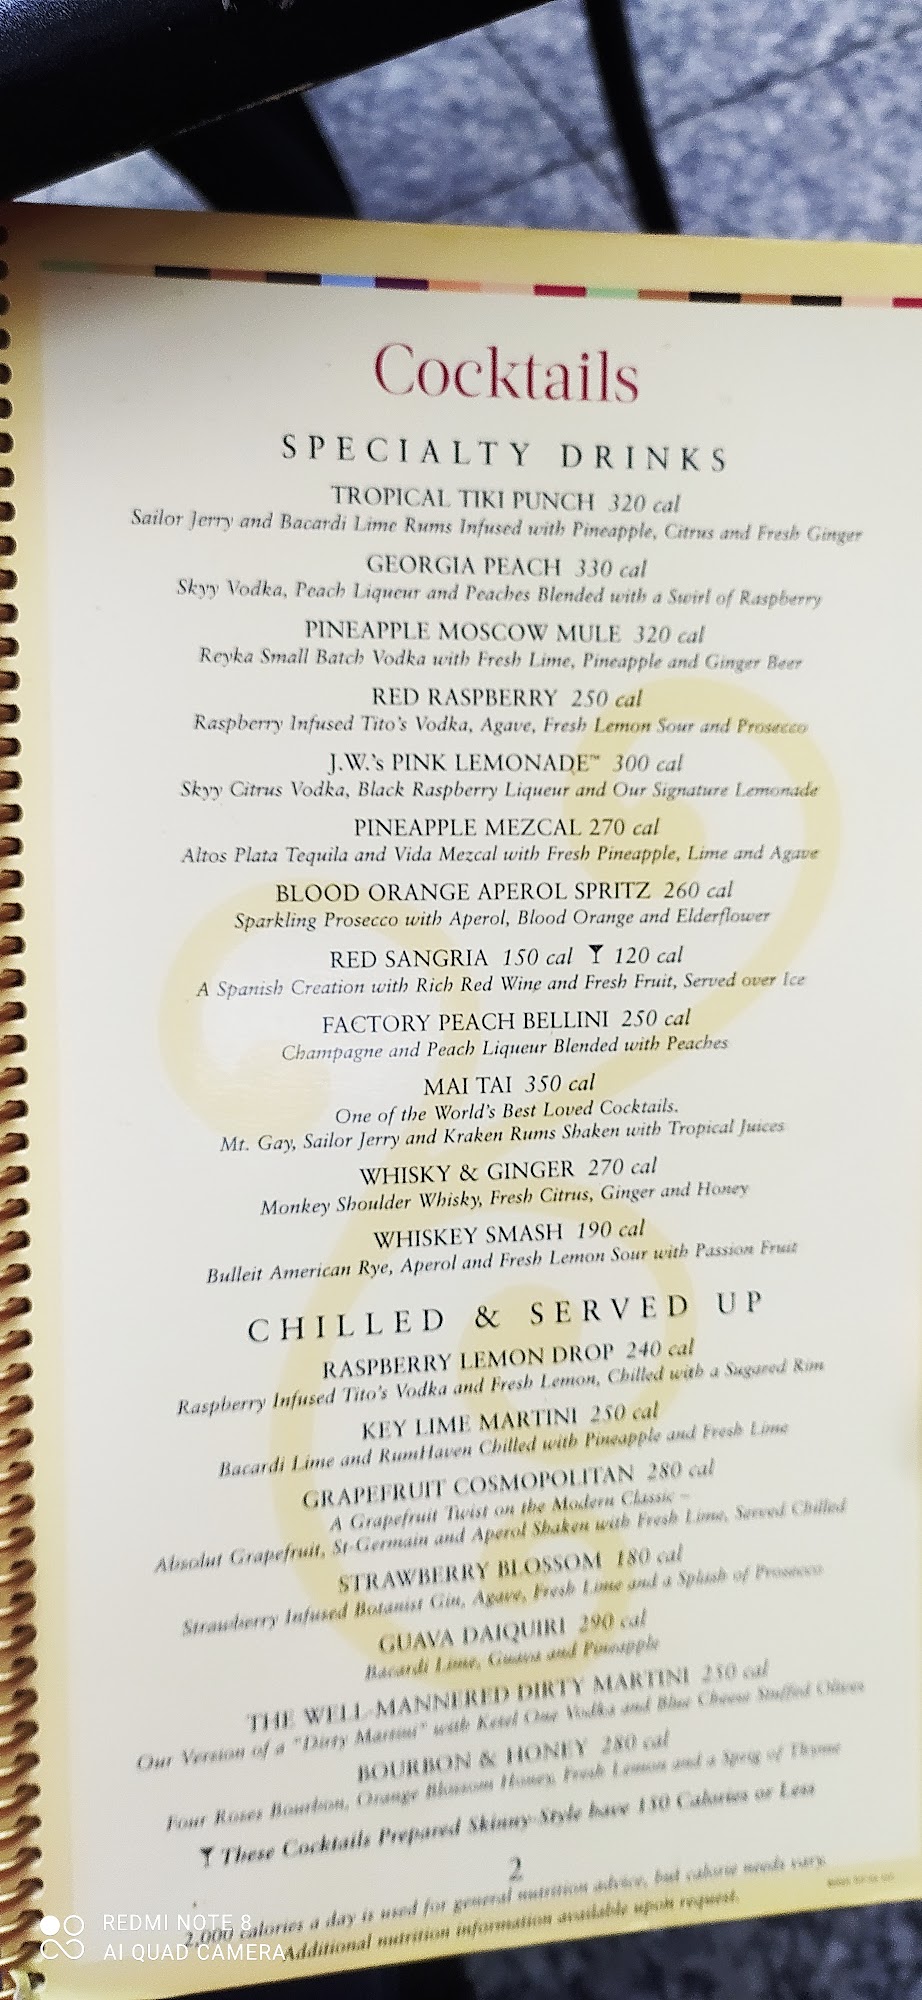 Cocktails
SPECIALTY DRINKS
TROPICAL TIKI PUNCH 320 cal
Sailor Jerry and Bacardi Lime Rums Infused with Pineapple, Citrus and Fresh Ginger
GEORGIA PEACH 330 cal
Skyy Vodka, Peach Liqueur and Peaches Blended with a Swirl of Raspberry
PINEAPPLE MOSCOW MULE 320 cal
Reyka Small Batch Vodka with Fresh Lime, Pineapple and Ginger Beer
RED RASPBERRY 250 cal
Raspberry Infused Tito's Vodka, Agave, Fresh Lemon Sour and Prosecco
J.W.'s PINK LEMONADE™ 300 cal
Skyy Citrus Vodka, Black Raspberry Liqueur and Our Signature Lemonade
PINEAPPLE MEZCAL 270 cal
Altos Plata Tequila and Vida Mezcal with Fresh Pineapple, Lime and Agave
BLOOD ORANGE APEROL SPRITZ 260 cal
Sparkling Prosecco with Aperol, Blood Orange and Elderflower
RED SANGRIA 150 cal 120 cal
A Spanish Creation with Rich Red Wine and Fresh Fruit, Served over Ice
FACTORY PEACH BELLINI 250 cal
Champagne and Peach Liqueur Blended with Peaches
MAI TAI 350 cal
One of the World's Best Loved Cocktails.
Mt. Gay, Sailor Jerry and Kraken Rums Shaken with Tropical Juices
WHISKY & GINGER 270 cal
Monkey Shoulder Whisky, Fresh Citrus, Ginger and Honey
WHISKEY SMASH 190 cal
Bulleit American Rye, Aperol and Fresh Lemon Sour with Passion Fruit
CHILLED & SERVED UP
RASPBERRY LEMON DROP 240 cal
Raspberry Infused Tito's Vodka and Fresh Lemon, Chilled with a Sugared Rim
KEY LIME MARTINI 250 cal
Bacardi Lime and RumHaven Chilled with Pineapple and Fresh Lime
GRAPEFRUIT COSMOPOLITAN 280 cal
A Grapefruit Twist on the Modern Classic –
Absolut Grapefruit, St-Germain and Aperol Shaken with Fresh Lime, Served Chilled
STRAWBERRY BLOSSOM 180 cal
Strawberry Infused Botanist Gin, Agave, Fresh Lime and a Splash of Prosecco
GUAVA DAIQUIRI 290 cal
Bacardi Lime, Guava and Pineapple
THE WELL-MANNERED DIRTY MARTINI 250 cal
Our Version of a "Dirty Martini" with Ketel One Vodka and Blue Cheese Stuffed Olives
BOURBON & HONEY 280 cal
Four Roses Bourbon, Orange Blossom Honey, Fresh Lemon and a Sprig of Thyme
These Cocktails Prepared Skinny-Style have 150 Calories or Less
2
2,000 calories a day is used for general nutrition advice, but calorie needs vary.
Additional nutrition information available upon request.
REDMI NOTE 8
AI QUAD CAMERA